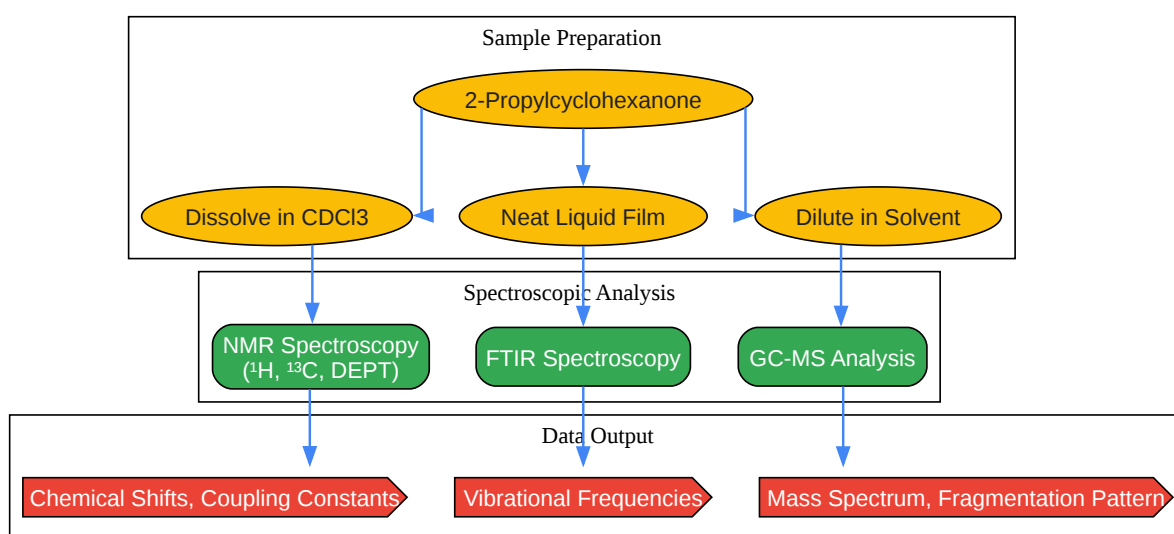 Sample Preparation
2-Propylcyclohexanone
Dissolve in CDCl3
Neat Liquid Film
Dilute in Solvent
Spectroscopic Analysis
NMR Spectroscopy
(¹H, ¹³C, DEPT)
FTIR Spectroscopy
GC-MS Analysis
Data Output
Chemical Shifts, Coupling Constants
Vibrational Frequencies
Mass Spectrum, Fragmentation Pattern